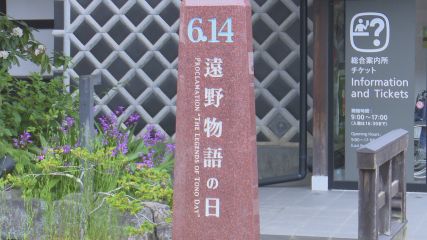 6.14
遠野物語の日
PROCLAMATION "THE LEGENDS OF TONO DAY"
総合案内所
チケット
Information
and Tickets
開館時間
9:00〜17:00
Opening Hours
9:00〜17:00